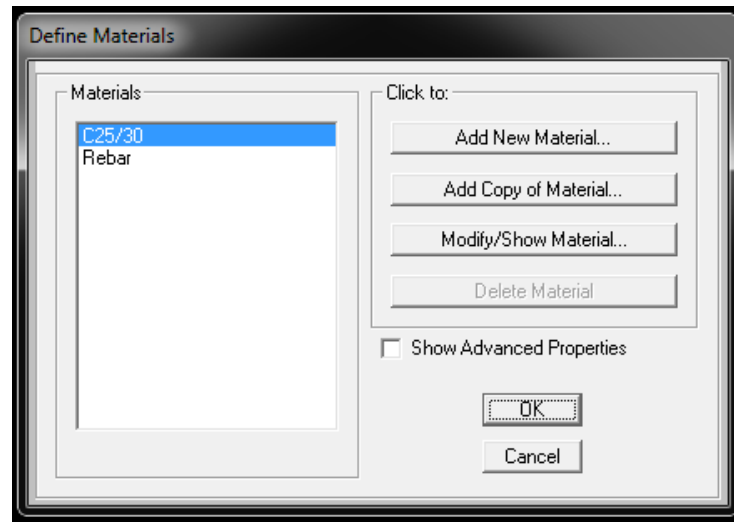 Define Materials
Materials
C25/30
Rebar
Click to:
Add New Material...
Add Copy of Material...
Modify/Show Material...
Delete Material
Show Advanced Properties
OK
Cancel